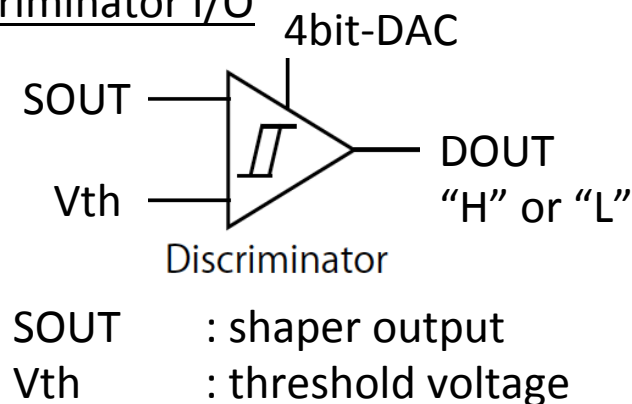 4bit-DAC
SOUT
DOUT
Vth
“H” or “L”
Discriminator
SOUT : shaper output
Vth : threshold voltage